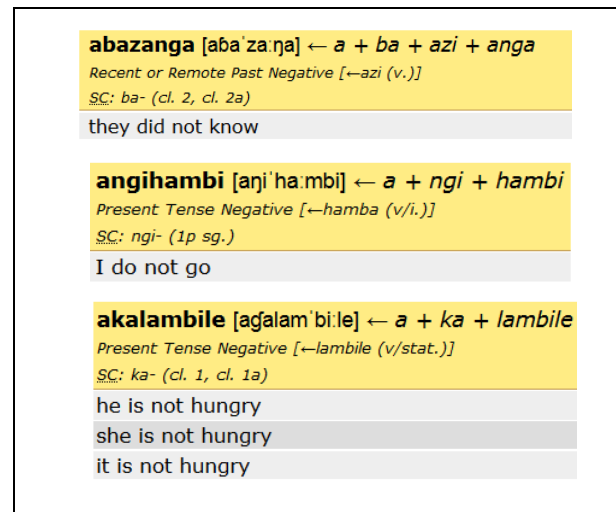 abazanga [aɓaˈzaːŋa] ← a + ba + azi + anga
Recent or Remote Past Negative [←azi (v.)]
SC: ba- (cl. 2, cl. 2a)
they did not know
angihambi [aŋiˈhaːmbi] ← a + ngi + hambi
Present Tense Negative [←hamba (v/i.)]
SC: ngi- (1p sg.)
I do not go
akalambile [aɠalamˈbiːle] ← a + ka + lambile
Present Tense Negative [←lambile (v/stat.)]
SC: ka- (cl. 1, cl. 1a)
he is not hungry
she is not hungry
it is not hungry